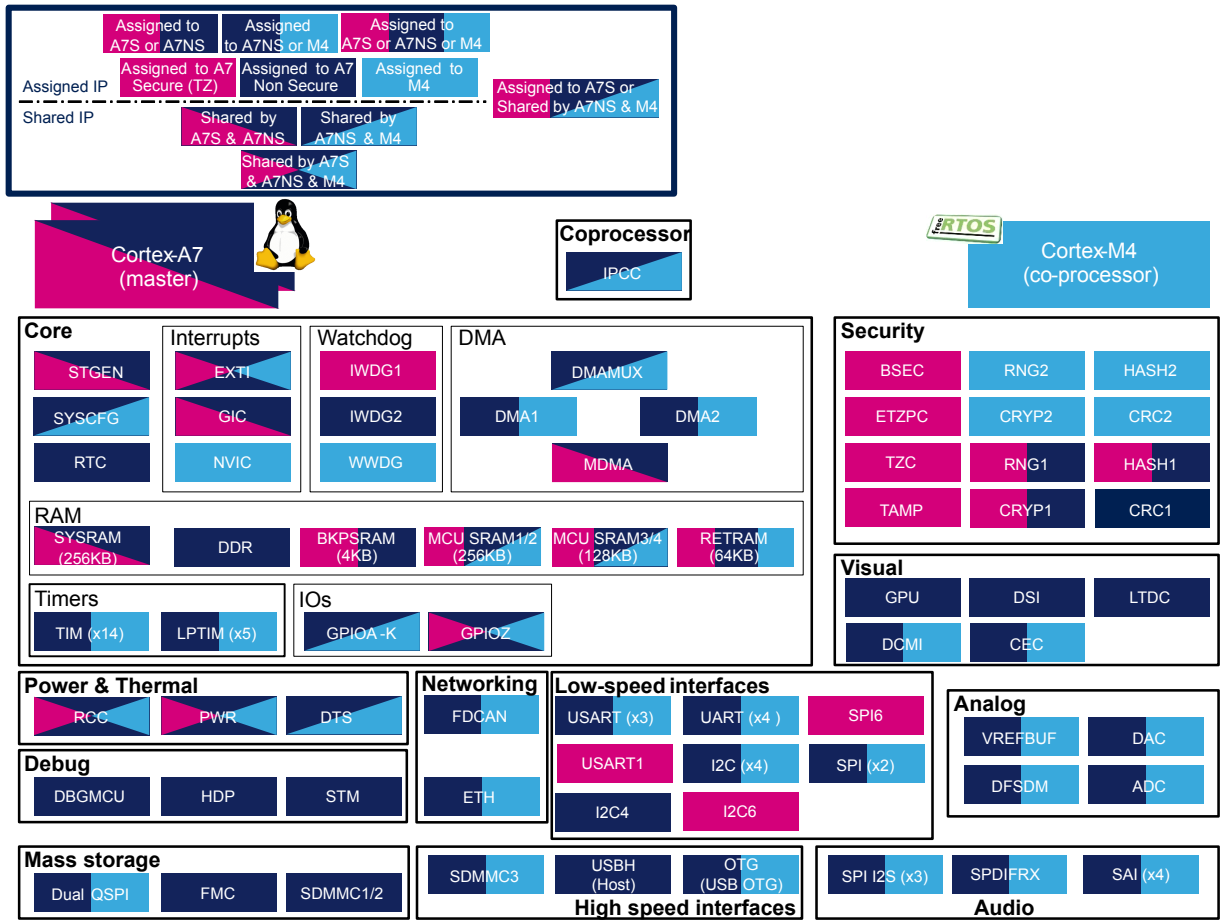 Assigned to
A7S or A7NS
Assigned
to A7NS or M4
Assigned to
A7S or A7NS or M4
Assigned to A7
Secure (TZ)
Assigned to A7
Non Secure
Assigned to
M4
Assigned IP
Shared IP
Assigned to A7S or
Shared by A7NS & M4
Shared by
A7S & A7NS
Shared by
A7NS & M4
Shared by A7S
& A7NS & M4
Cortex-A7
(master)
Coprocessor
IPCC
free RTOS
Cortex-M4
(co-processor)
Core
STGEN
SYSCFG
RTC
Interrupts
EXTI
GIC
NVIC
Watchdog
IWDG1
IWDG2
WWDG
DMA
DMAMUX
DMA1
DMA2
MDMA
RAM
SYSRAM
(256KB)
DDR
BKPSRAM
(4KB)
MCU SRAM1/2
(256KB)
MCU SRAM3/4
(128KB)
RETRAM
(64KB)
Timers
TIM (x14)
LPTIM (x5)
IOs
GPIOA -K
GPIOZ
Security
BSEC
RNG2
HASH2
ETZPC
CRYP2
CRC2
TZC
RNG1
HASH1
TAMP
CRYP1
CRC1
Visual
GPU
DSI
LTDC
DCMI
CEC
Power & Thermal
RCC
PWR
DTS
Debug
DBGMCU
HDP
STM
Networking
FDCAN
ETH
Low-speed interfaces
USART (x3)
UART (x4 )
SPI6
USART1
I2C (x4)
SPI (x2)
I2C4
I2C6
Analog
VREFBUF
DAC
DFSDM
ADC
Mass storage
Dual QSPI
FMC
SDMMC1/2
SDMMC3
USBH
(Host)
OTG
(USB OTG)
High speed interfaces
SPI I2S (x3)
SPDIFRX
SAI (x4)
Audio